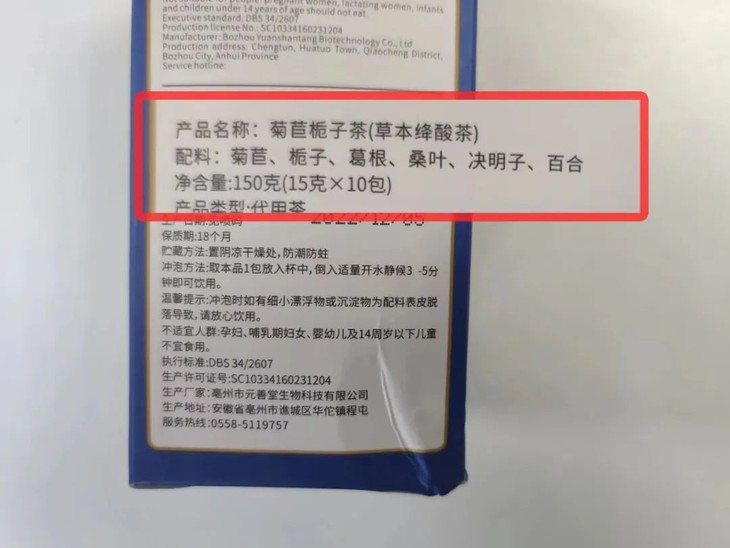 and children under 14 years of age should not eat.
Executive standard: DBS 34/2607
Production license No.: SC10334160231204
Manufacturer: Bozhou Yuanshantang Biotechnology Co., Ltd
Production address: Chengtun, Huatuo Town, Qiaocheng District,
Bozhou City, Anhui Province
Service hotline:
产品名称：菊苣栀子茶(草本绛酸茶)
配料：菊苣、栀子、葛根、桑叶、决明子、百合
净含量:150克(15克×10包)
产品类型:代用茶
生产日期:见喷码 2022/12/05
保质期:18个月
贮藏方法:置阴凉干燥处,防潮防蛀
冲泡方法:取本品1包放入杯中,倒入适量开水静候3 -5分
钟即可饮用。
温馨提示:冲泡时如有细小漂浮物或沉淀物为配料表皮脱
落导致,请放心饮用。
不适宜人群:孕妇、哺乳期妇女、婴幼儿及14周岁以下儿童
不宜食用。
执行标准:DBS 34/2607
生产许可证号:SC10334160231204
生产厂家:亳州市元善堂生物科技有限公司
生产地址:安徽省亳州市谯城区华佗镇程屯
服务热线:0558-5119757